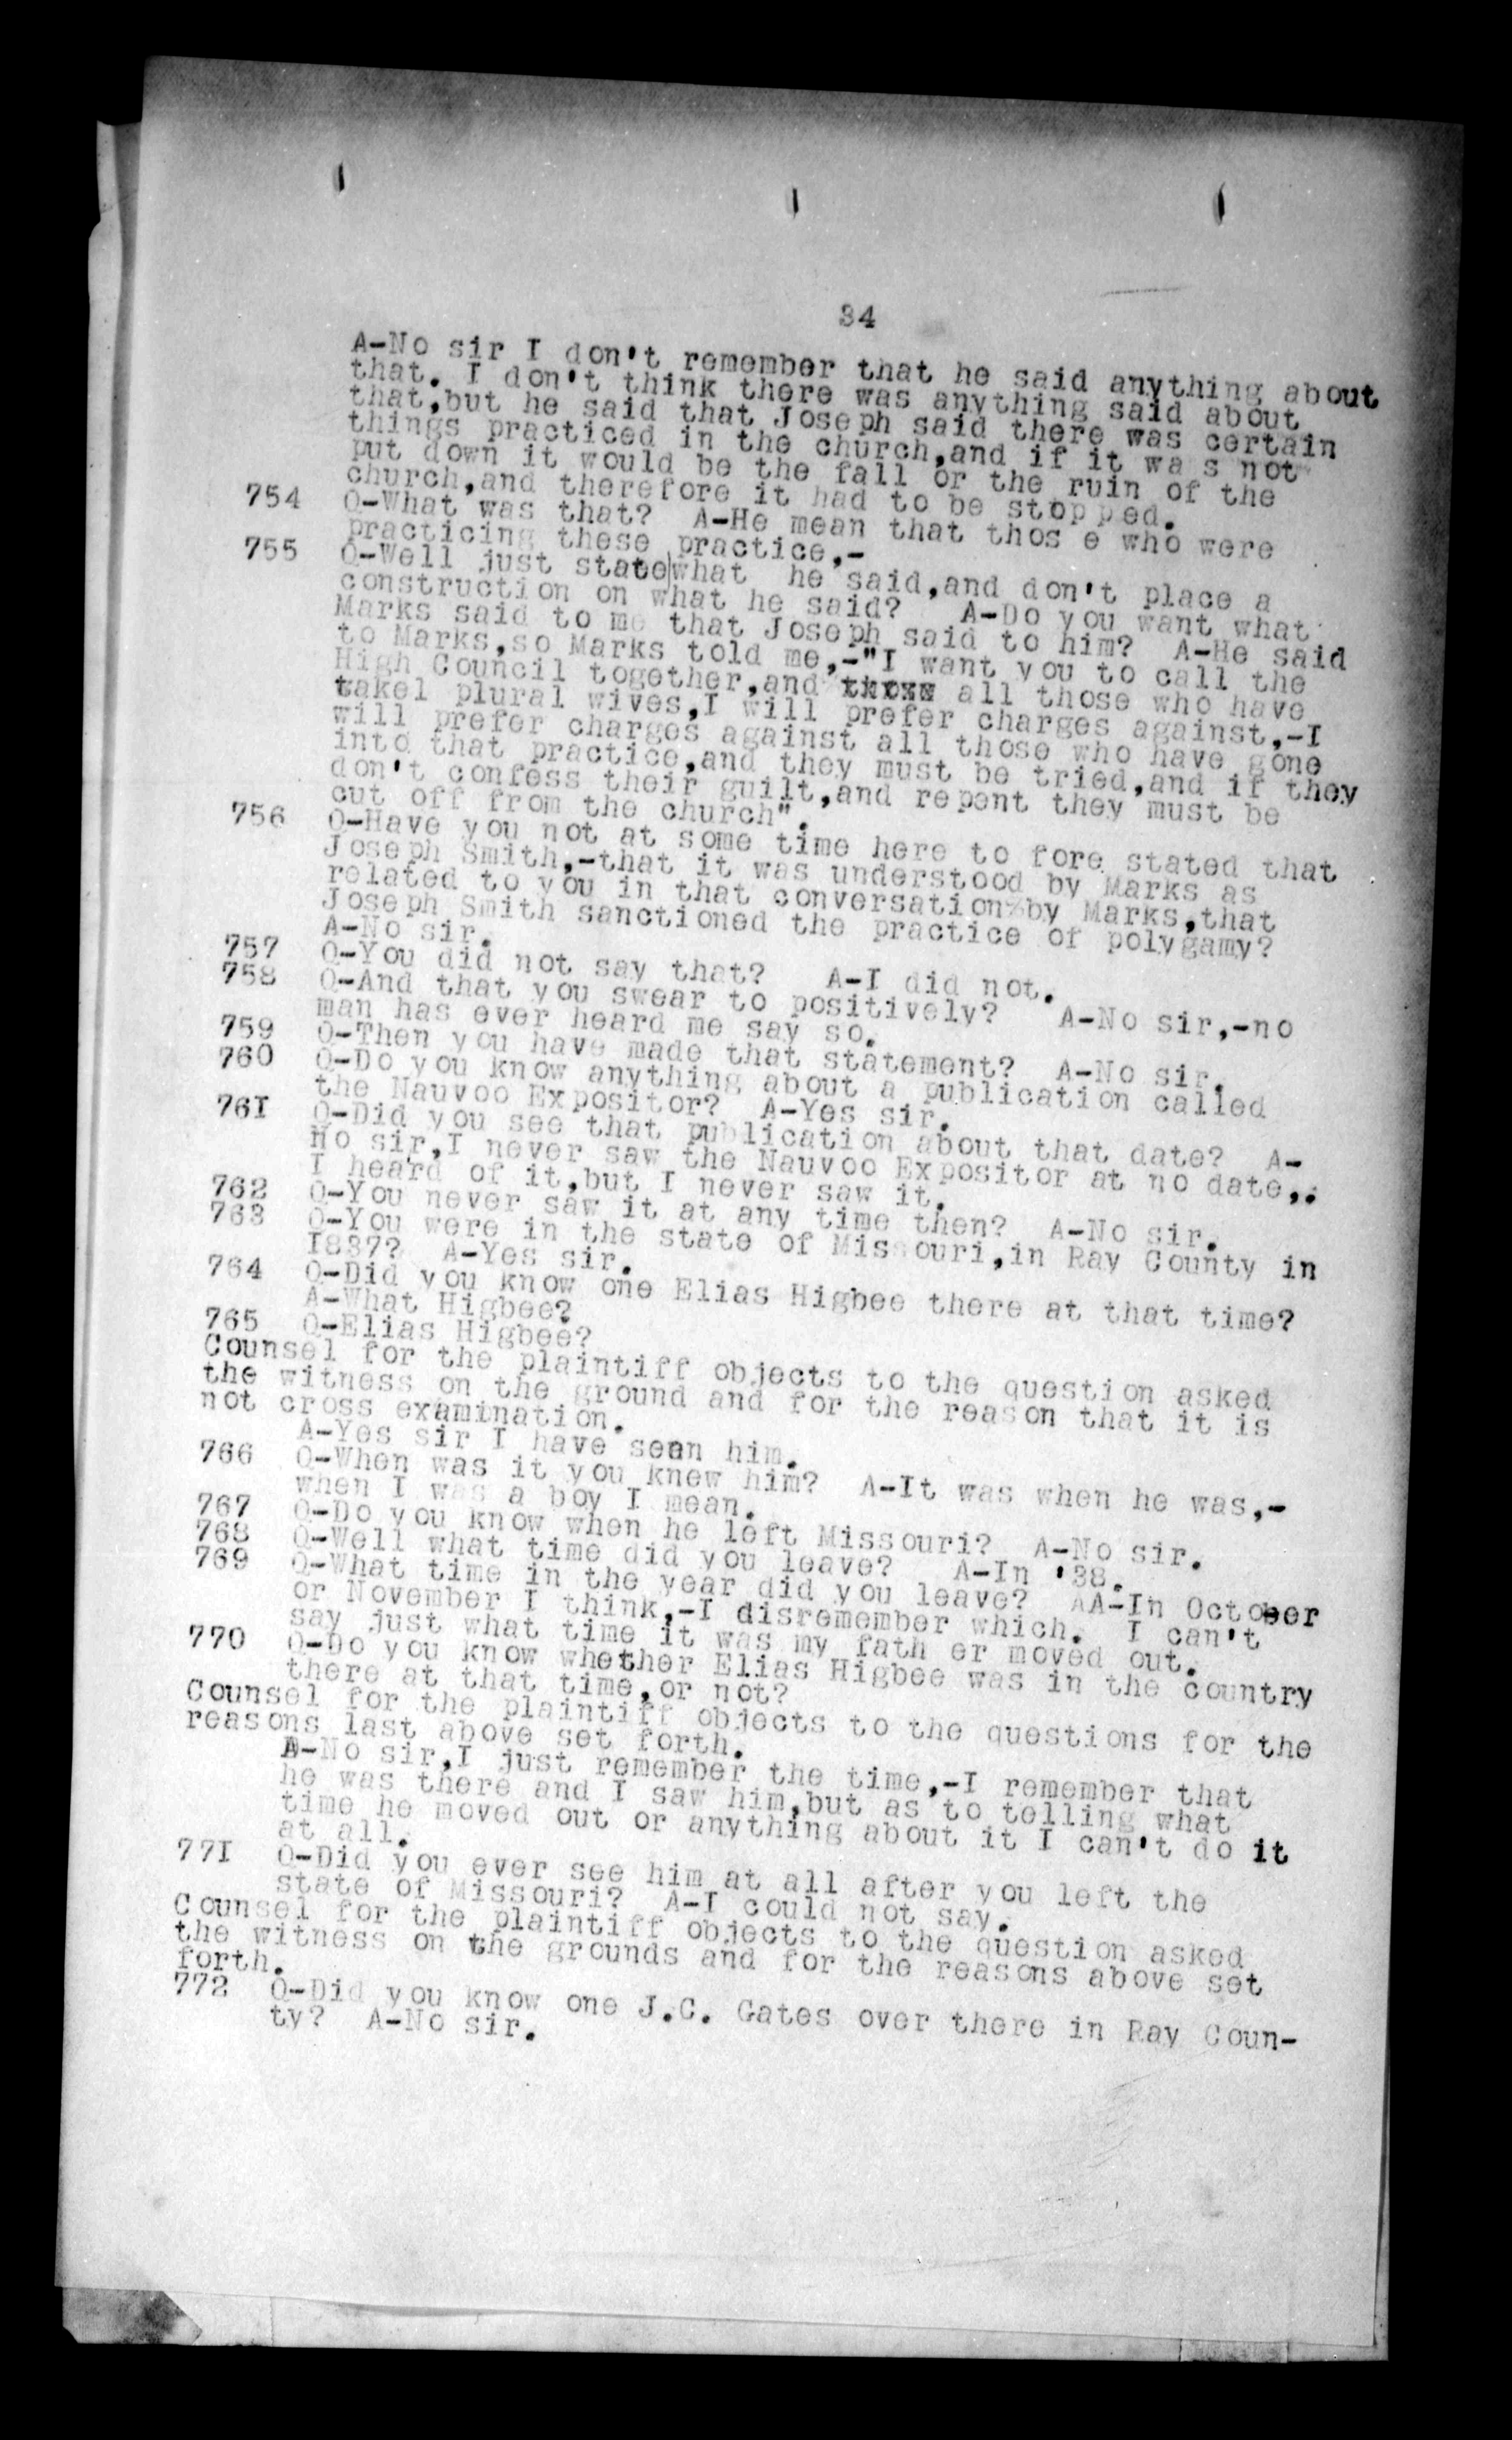 34
A-No sir I don't remember that he said anything about
that. I don't think there was anything said about
that,but he said that Joseph said there was certain
things practiced in the church,and if it wa s not
put down it would be the fall or the ruin of the
church,and therefore it had to be stopped.
754 Q-What was that? A-He mean that thos e who were
practicing these practice,-
755 Q-Well just state|what he said,and don't place a
construction on what he said? A-Do you want what
Marks said to me that Joseph said to him? A-He said
to Marks,so Marks told me,-"I want you to call the
High Council together,and all those who have
takel plural wives,I will prefer charges against,-I
will prefer charges against all those who have gone
into that practice,and they must be tried,and if they
don't confess their guilt,and repent they must be
cut off from the church".
756 Q-Have you not at some time here to fore stated that
Joseph Smith,-that it was understood by Marks as
related to you in that conversation by Marks,that
Joseph Smith sanctioned the practice of polygamy?
A-No sir.
757 Q-You did not say that? A-I did not.
758 Q-And that you swear to positively? A-No sir,-no
man has ever heard me say so.
759 Q-Then you have made that statement? A-No sir.
760 Q-Do you know anything about a publication called
the Nauvoo Expositor? A-Yes sir.
761 Q-Did you see that publication about that date? A-
No sir,I never saw the Nauvoo Expositor at no date,.
I heard of it,but I never saw it.
762 Q-You never saw it at any time then? A-No sir.
763 Q-You were in the state of Missouri,in Ray County in
1837? A-Yes sir.
764 Q-Did you know one Elias Higbee there at that time?
A-What Higbee?
765 Q-Elias Higbee?
Counsel for the plaintiff objects to the question asked
the witness on the ground and for the reason that it is
not cross examination.
A-Yes sir I have seen him.
766 Q-When was it you knew him? A-It was when he was,-
when I was a boy I mean.
767 Q-Do you know when he left Missouri? A-No sir.
768 Q-Well what time did you leave? A-In '38.
769 Q-What time in the year did you leave? AA-In October
or November I think,-I disremember which. I can't
say just what time it was my fath er moved out.
770 Q-Do you know whether Elias Higbee was in the country
there at that time,or not?
Counsel for the plaintiff objects to the questions for the
reasons last above set forth.
A-No sir,I just remember the time,-I remember that
he was there and I saw him,but as to telling what
time he moved out or anything about it I can't do it
at all.
771 Q-Did you ever see him at all after you left the
state of Missouri? A-I could not say.
Counsel for the plaintiff objects to the question asked
the witness on the grounds and for the reasons above set
forth.
772 Q-Did you know one J.C. Gates over there in Ray Coun-
ty? A-No sir.